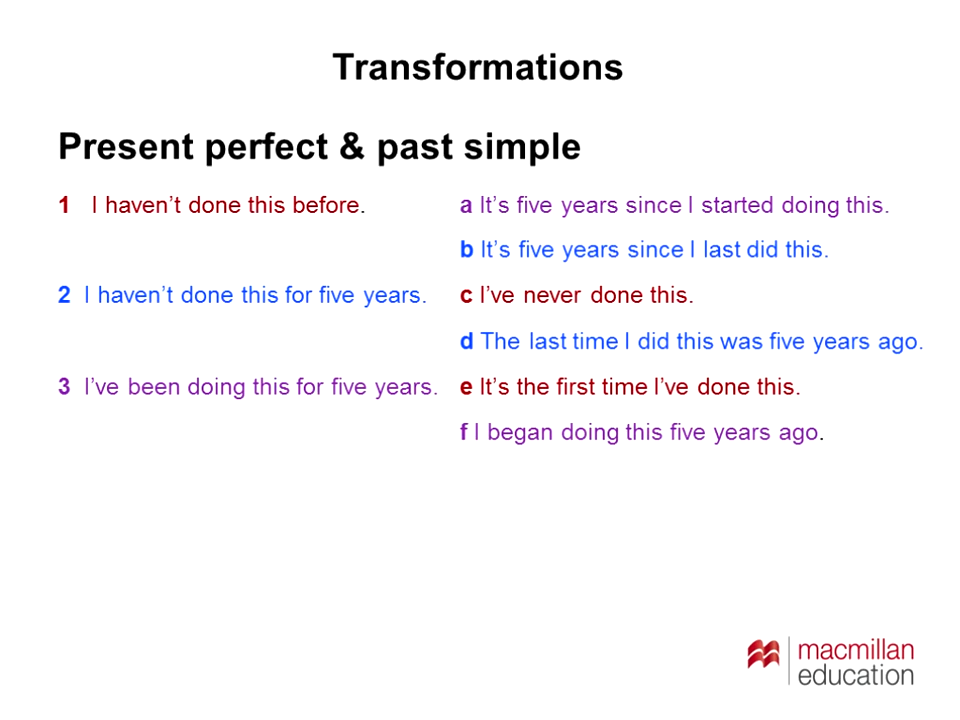 Transformations
Present perfect & past simple
1 I haven’t done this before.
a It’s five years since I started doing this.
b It’s five years since I last did this.
2 I haven’t done this for five years.
c I’ve never done this.
d The last time I did this was five years ago.
3 I’ve been doing this for five years.
e It’s the first time I’ve done this.
f I began doing this five years ago.
macmillan
education